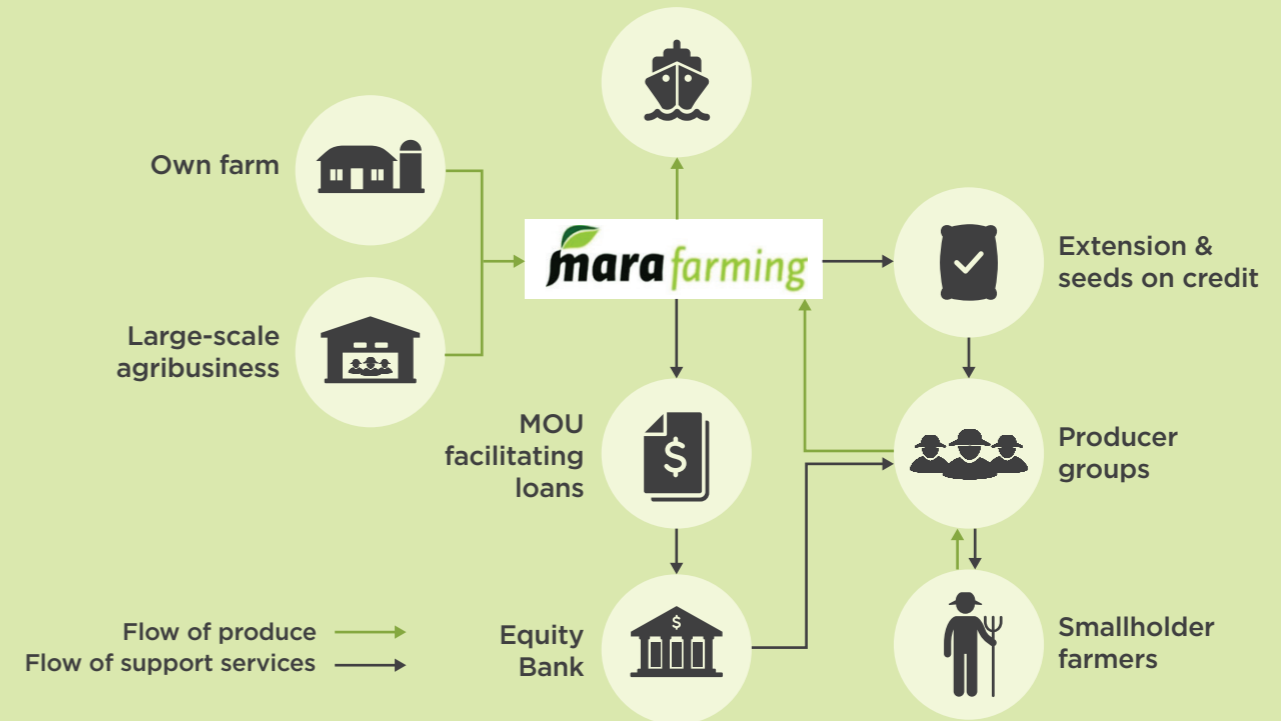 Own farm
Large-scale
agribusiness
mara farming
Extension &
seeds on credit
MOU
facilitating
loans
$
Producer
groups
Flow of produce
Flow of support services
$
Equity
Bank
Smallholder
farmers